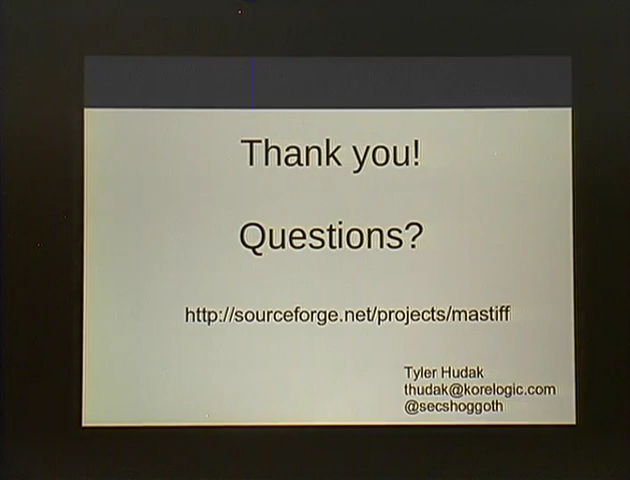 Thank you!
Questions?
http://sourceforge.net/projects/mastiff
Tyler Hudak
thudak@korelogic.com
@secshoggoth